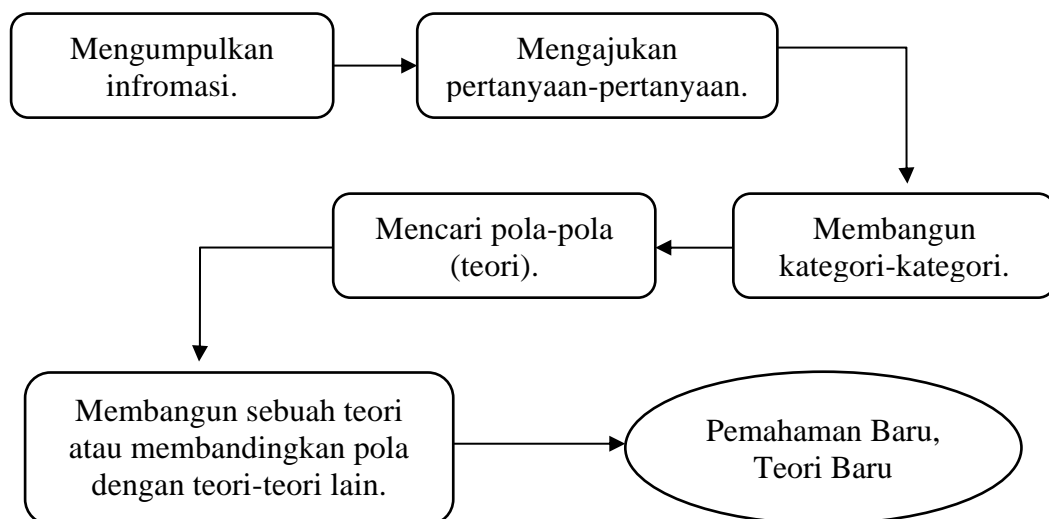 Mengumpulkan
infromasi.
Mengajukan
pertanyaan-pertanyaan.
Membangun
kategori-kategori.
Mencari pola-pola
(teori).
Membangun sebuah teori
atau membandingkan pola
dengan teori-teori lain.
Pemahaman Baru,
Teori Baru